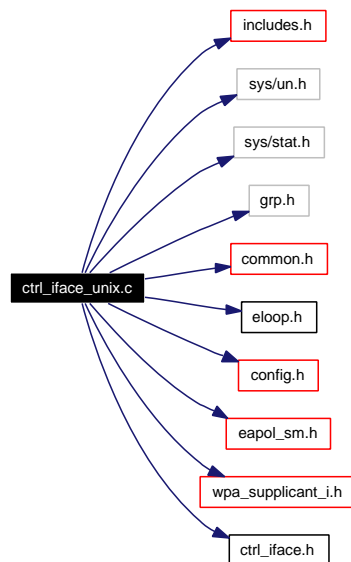 includes.h
sys/un.h
sys/stat.h
grp.h
common.h
ctrl_iface_unix.c
eloop.h
config.h
eapol_sm.h
wpa_supplicant_i.h
ctrl_iface.h